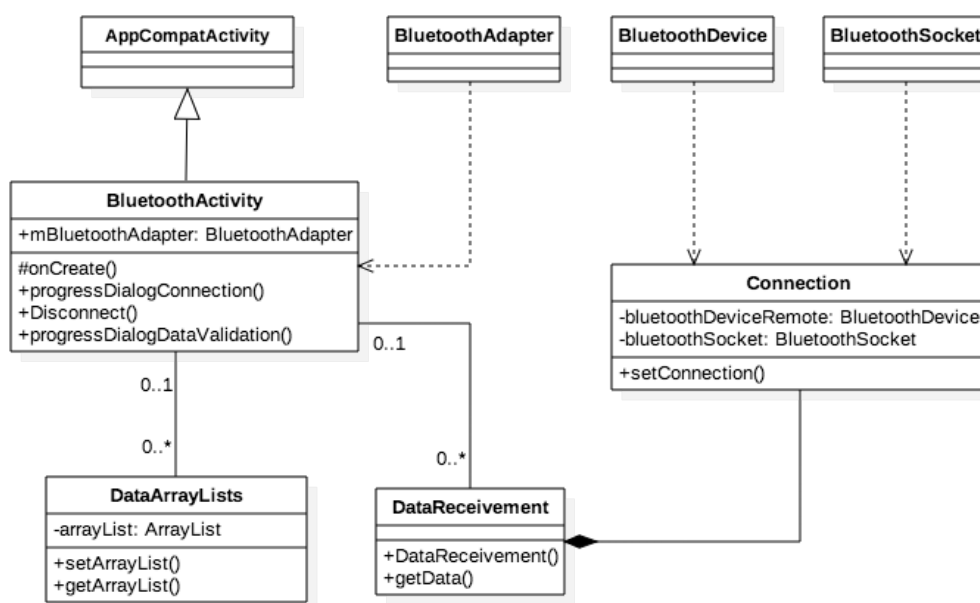 AppCompatActivity
BluetoothAdapter
BluetoothDevice
BluetoothSocket
BluetoothActivity
+mBluetoothAdapter: BluetoothAdapter
#onCreate()
+progressDialogConnection()
+Disconnect()
+progressDialogDataValidation()
Connection
-bluetoothDeviceRemote: BluetoothDevice
-bluetoothSocket: BluetoothSocket
+setConnection()
0..1
0..1
0..*
0..*
DataArrayLists
-arrayList: ArrayList
+setArrayList()
+getArrayList()
DataReceivement
+DataReceivement()
+getData()